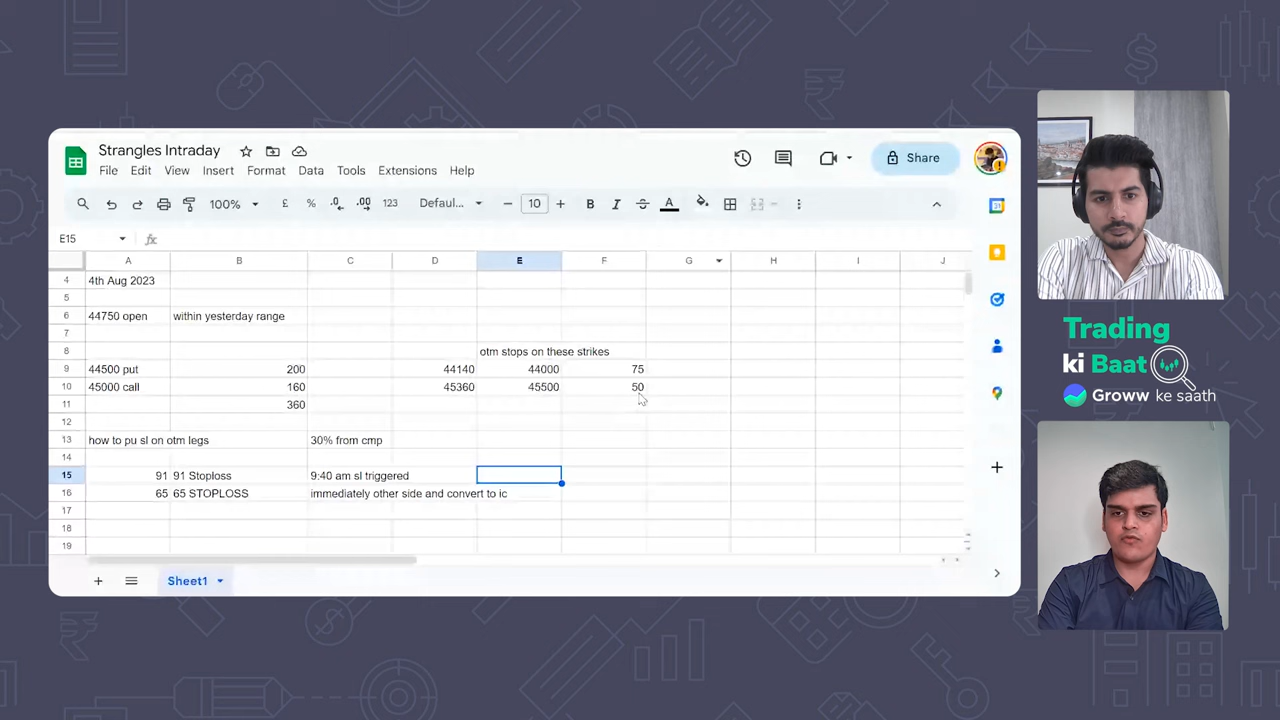 Strangles Intraday
File Edit View Insert Format Data Tools Extensions Help
Share
100% £ % .0 .00 123 Defaul... 10 B I A
E15 fx
A B C D E F G H I J
4 4th Aug 2023
5
6 44750 open within yesterday range
7
8 otm stops on these strikes
9 44500 put 200 44140 44000 75
10 45000 call 160 45360 45500 50
11 360
12
13 how to pu sl on otm legs 30% from cmp
14
15 91 91 Stoploss 9:40 am sl triggered
16 65 65 STOPLOSS immediately other side and convert to ic
17
18
19
Sheet1
Trading
ki Baat
Groww ke saath